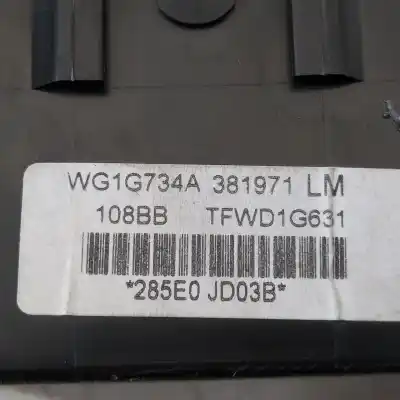 WG1G734A 381971 LM
108BB TFWD1G631
*285E0 JD03B*